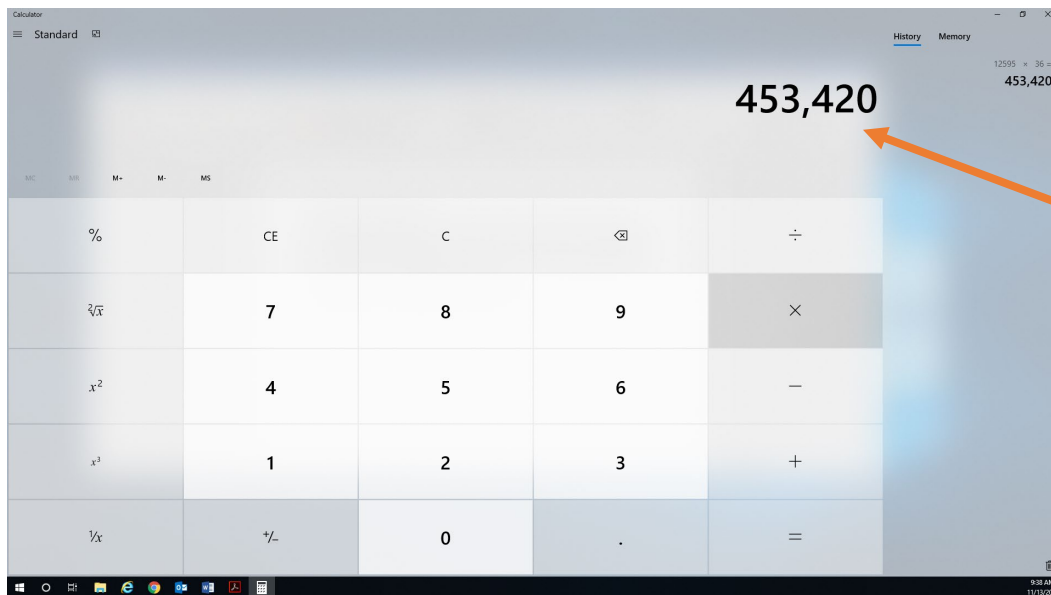 Calculator
Standard
History Memory
12595 × 36 =
453,420
453,420
MC MR M+ M- MS
% CE C ÷
²√x 7 8 9 ×
x² 4 5 6 −
x³ 1 2 3 +
¹/x +/− 0 . =
9:38 AM